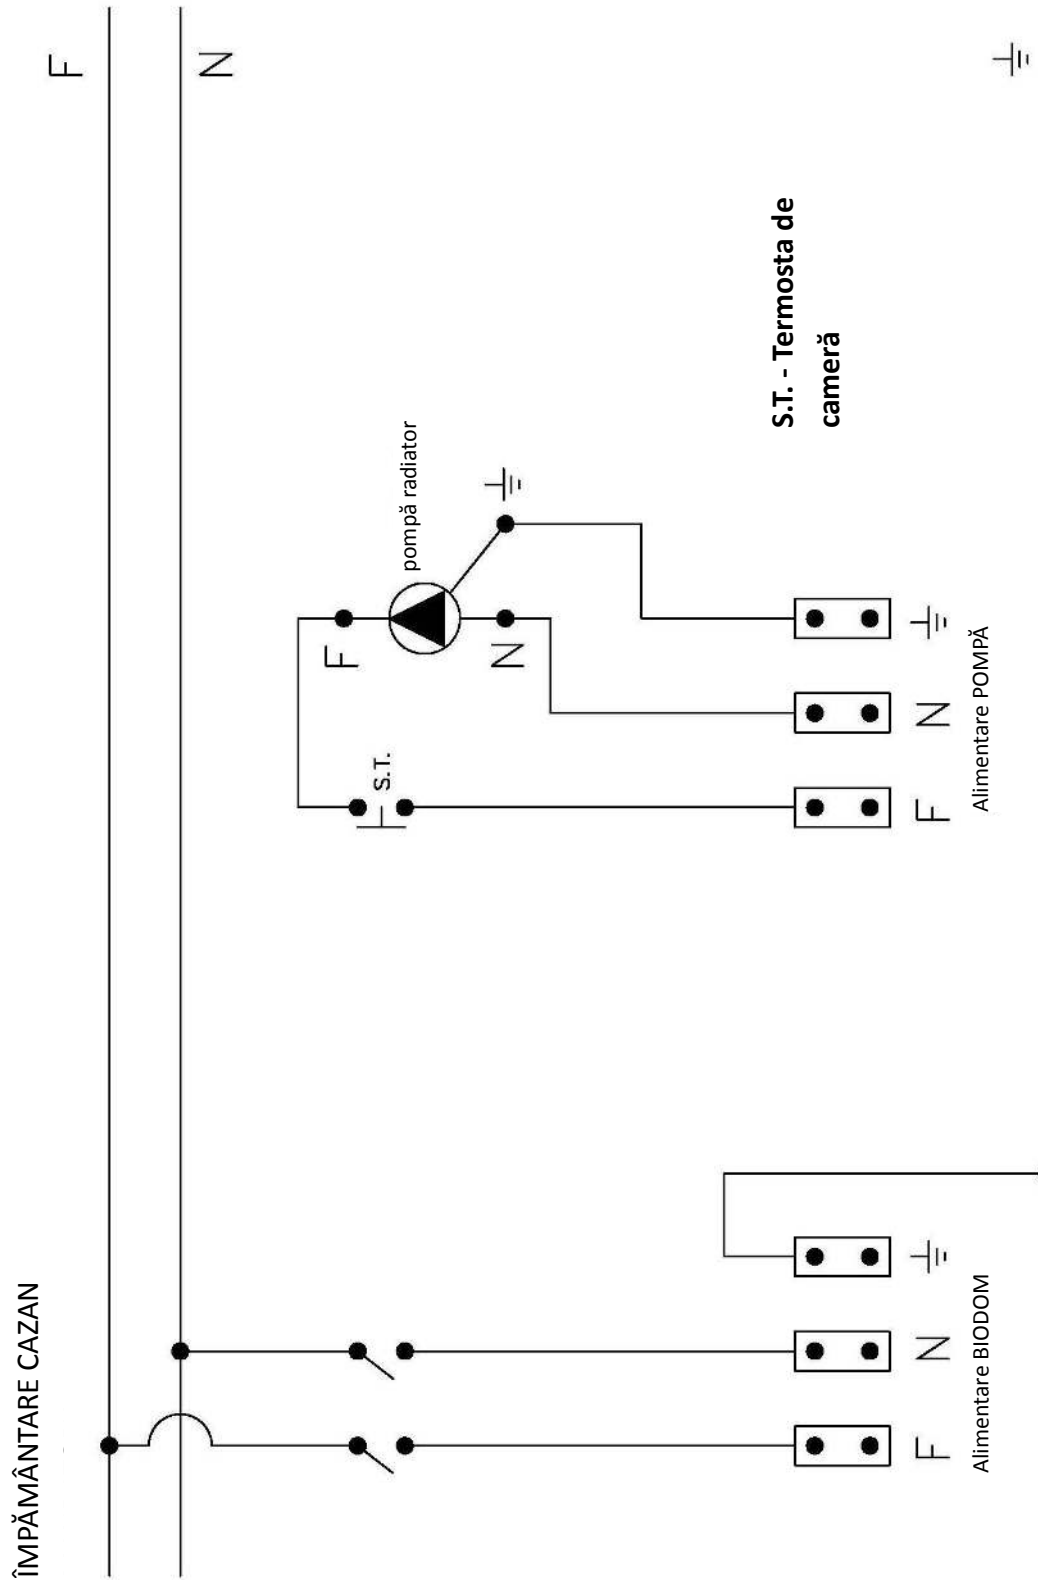 ÎMPĂMÂNTARE CAZAN
F
N
pompă radiator
F
N
S.T.
S.T. - Termosta de
cameră
F
N
Alimentare BIODOM
F
N
Alimentare POMPĂ